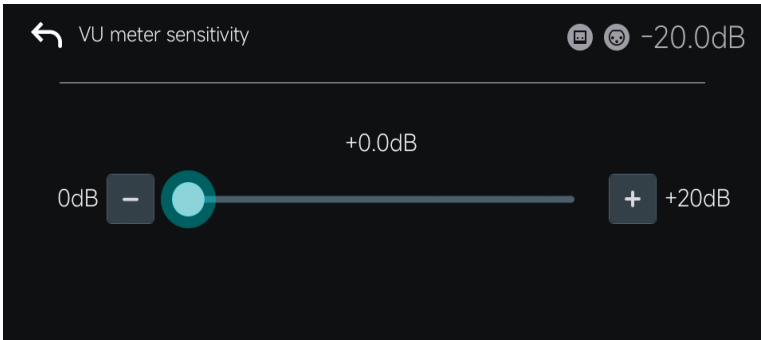 VU meter sensitivity
-20.0dB
+0.0dB
0dB - + +20dB